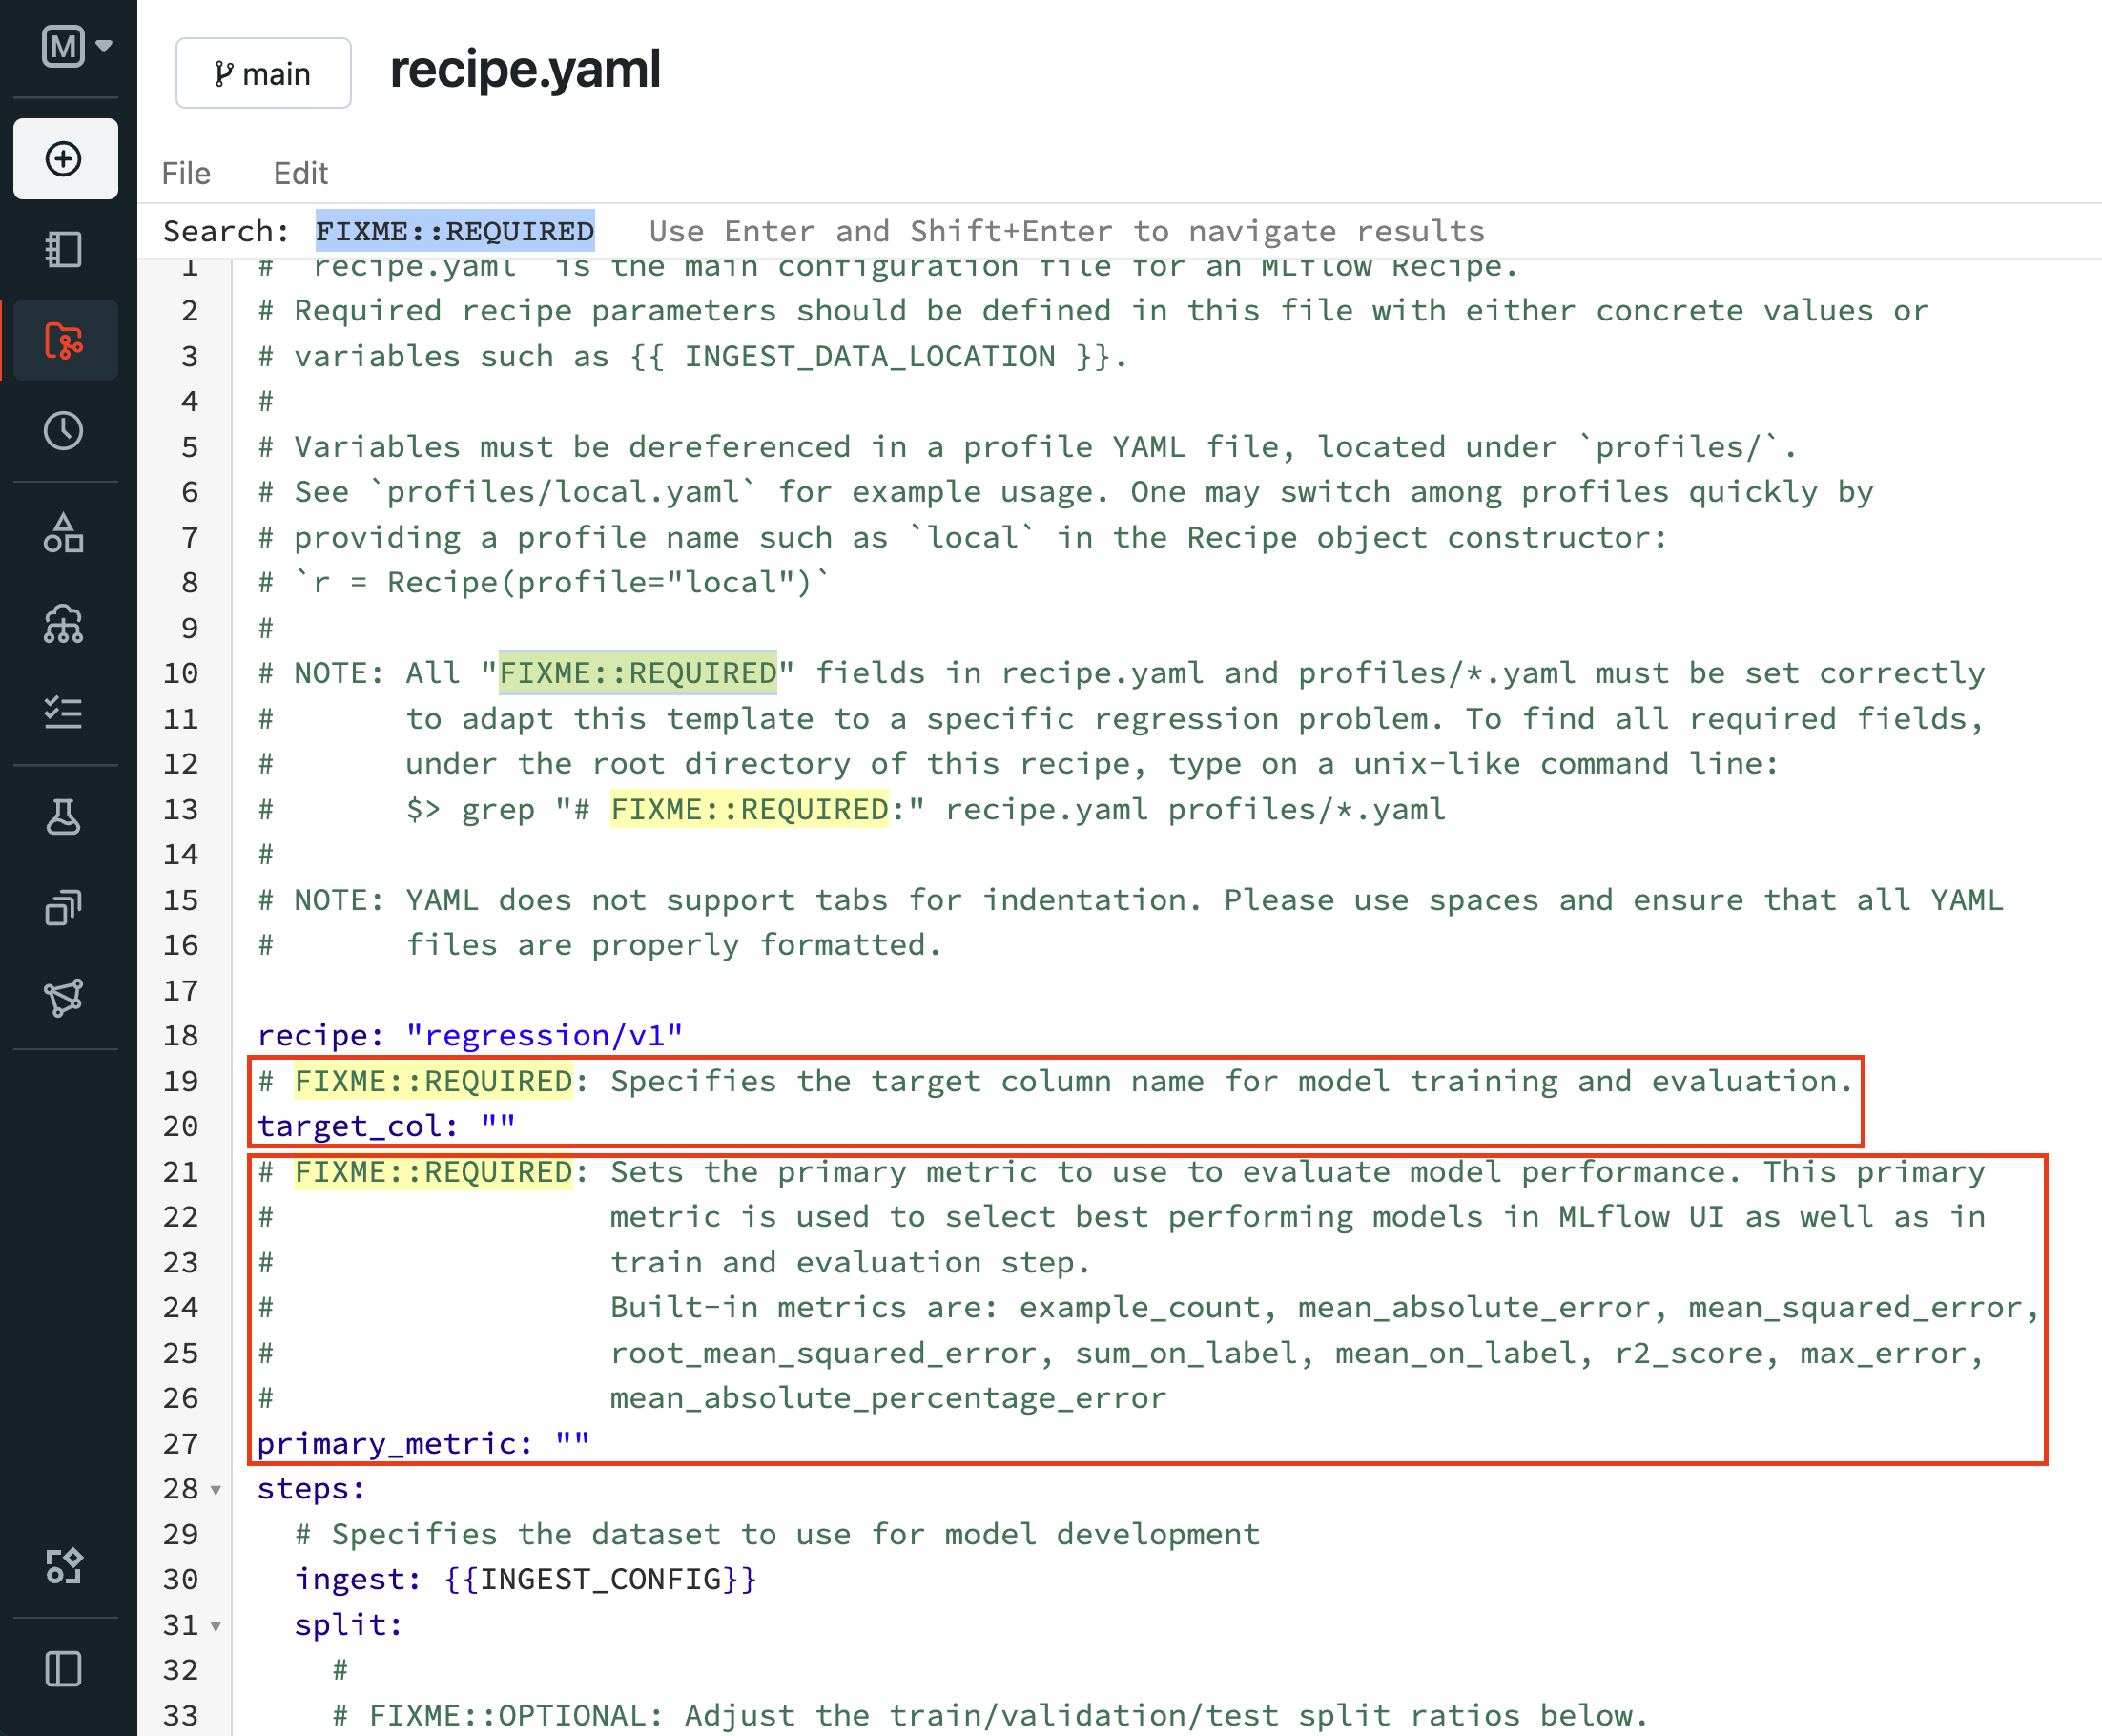 M
main
recipe.yaml
File Edit
Search: FIXME::REQUIRED Use Enter and Shift+Enter to navigate results
1 # `recipe.yaml` is the main configuration file for an MLflow Recipe.
2 # Required recipe parameters should be defined in this file with either concrete values or
3 # variables such as {{ INGEST_DATA_LOCATION }}.
4 #
5 # Variables must be dereferenced in a profile YAML file, located under `profiles/`.
6 # See `profiles/local.yaml` for example usage. One may switch among profiles quickly by
7 # providing a profile name such as `local` in the Recipe object constructor:
8 # `r = Recipe(profile="local")`
9 #
10 # NOTE: All "FIXME::REQUIRED" fields in recipe.yaml and profiles/*.yaml must be set correctly
11 # to adapt this template to a specific regression problem. To find all required fields,
12 # under the root directory of this recipe, type on a unix-like command line:
13 # $> grep "# FIXME::REQUIRED:" recipe.yaml profiles/*.yaml
14 #
15 # NOTE: YAML does not support tabs for indentation. Please use spaces and ensure that all YAML
16 # files are properly formatted.
17
18 recipe: "regression/v1"
19 # FIXME::REQUIRED: Specifies the target column name for model training and evaluation.
20 target_col: ""
21 # FIXME::REQUIRED: Sets the primary metric to use to evaluate model performance. This primary
22 # metric is used to select best performing models in MLflow UI as well as in
23 # train and evaluation step.
24 # Built-in metrics are: example_count, mean_absolute_error, mean_squared_error,
25 # root_mean_squared_error, sum_on_label, mean_on_label, r2_score, max_error,
26 # mean_absolute_percentage_error
27 primary_metric: ""
28 steps:
29 # Specifies the dataset to use for model development
30 ingest: {{INGEST_CONFIG}}
31 split:
32 #
33 # FIXME::OPTIONAL: Adjust the train/validation/test split ratios below.